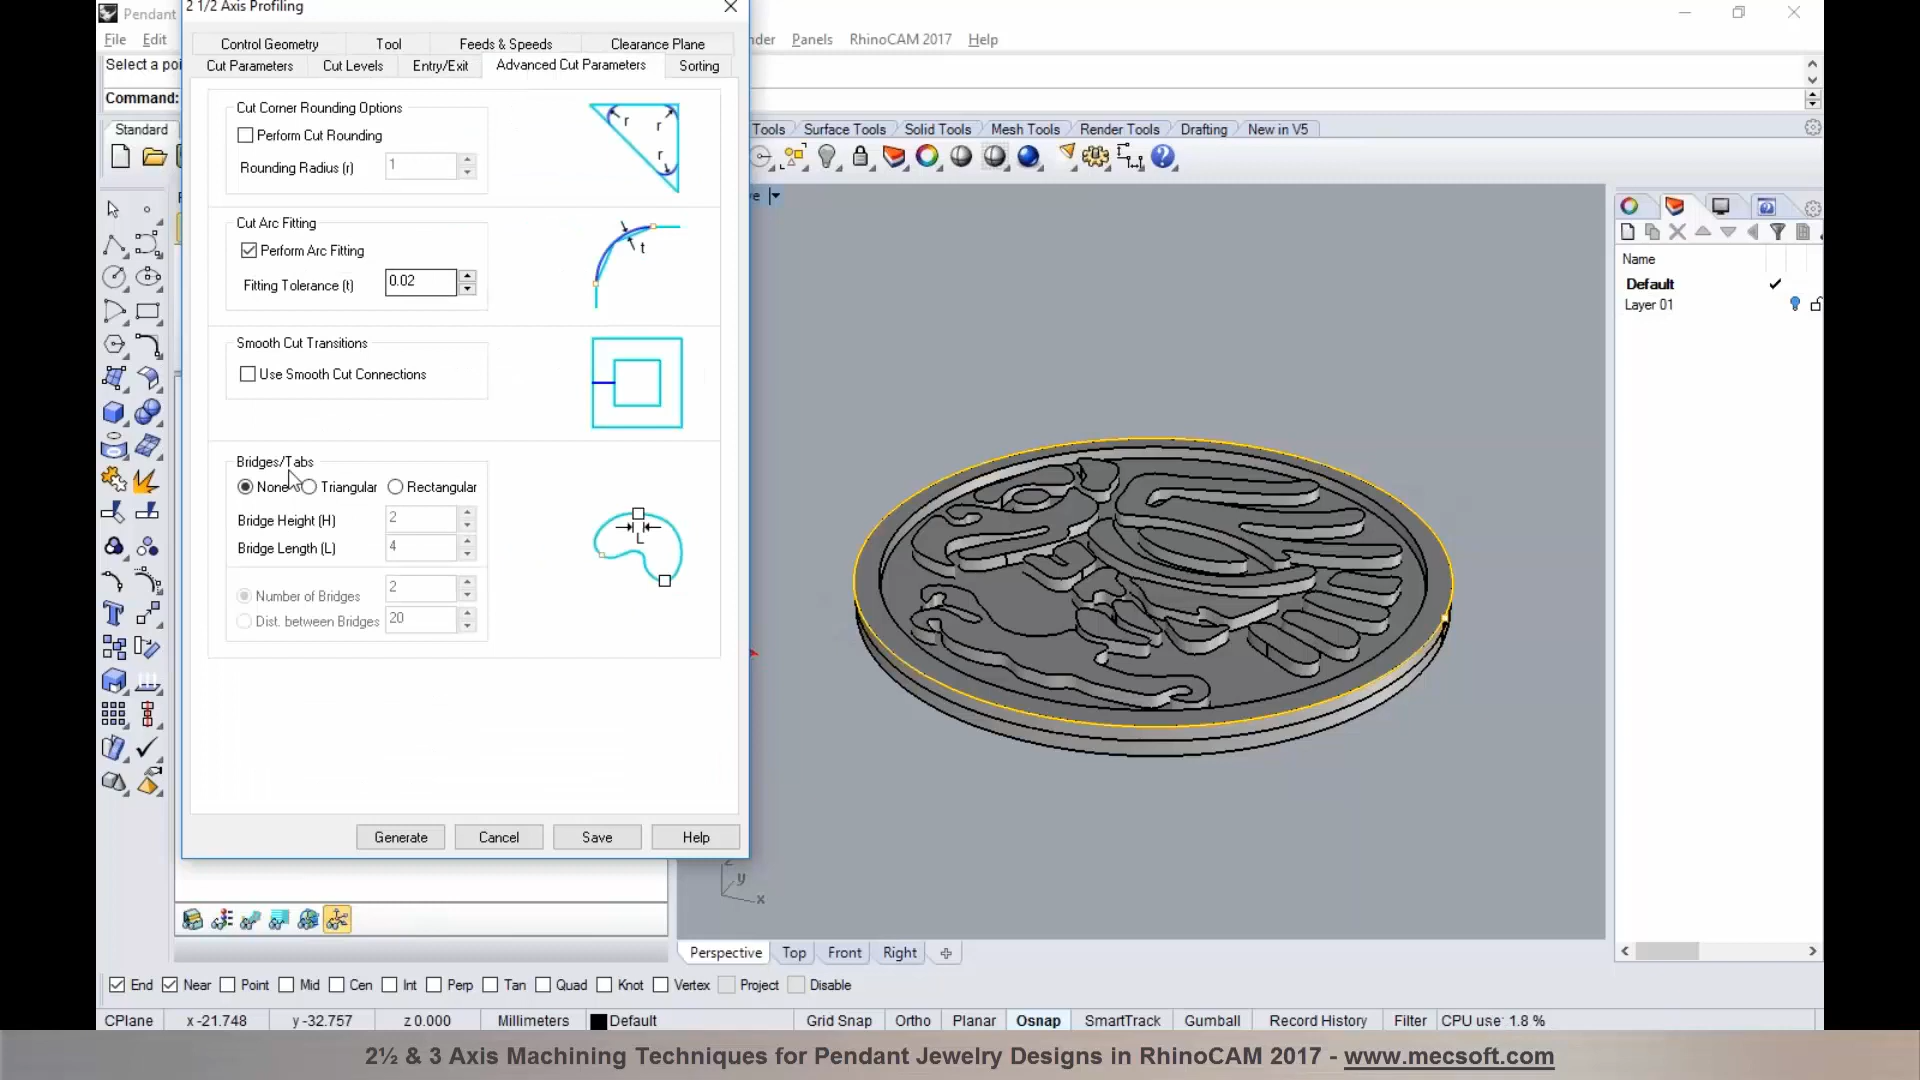 2 1/2 Axis Profiling
Pendant
File Edit
nder Panels RhinoCAM 2017 Help
Control Geometry Tool Feeds & Speeds Clearance Plane
Cut Parameters Cut Levels Entry/Exit Advanced Cut Parameters Sorting
Select a poi
Command:
Standard
Tools Surface Tools Solid Tools Mesh Tools Render Tools Drafting New in V5
Cut Corner Rounding Options
Perform Cut Rounding
Rounding Radius (r) 1
r
r
r
Cut Arc Fitting
Perform Arc Fitting
Fitting Tolerance (t) 0.02
t
Smooth Cut Transitions
Use Smooth Cut Connections
Bridges/Tabs
None Triangular Rectangular
Bridge Height (H) 2
Bridge Length (L) 4
L
Number of Bridges 2
Dist. between Bridges 20
Generate Cancel Save Help
ve
Name
Default
Layer 01
z
y
x
Perspective Top Front Right
End Near Point Mid Cen Int Perp Tan Quad Knot Vertex Project Disable
CPlane x -21.748 y -32.757 z 0.000 Millimeters Default Grid Snap Ortho Planar Osnap SmartTrack Gumball Record History Filter CPU use: 1.8 %
2½ & 3 Axis Machining Techniques for Pendant Jewelry Designs in RhinoCAM 2017 - www.mecsoft.com